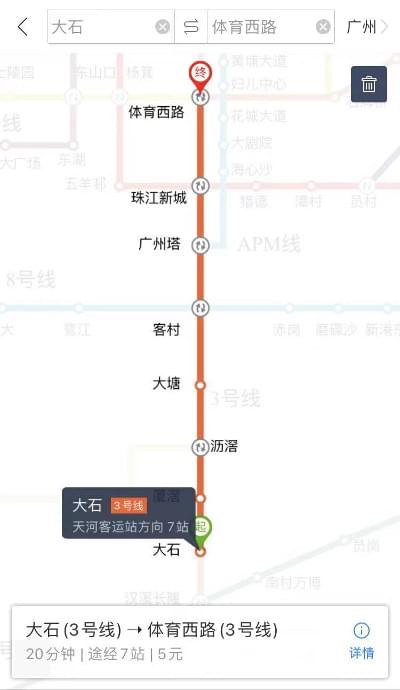 大石
体育西路
广州
黄埔大道
妇儿中心
东山口
杨箕
终
体育西路
花城大道
大剧院
东湖
海心沙
五羊邨
珠江新城
猎德
潭村
员村
广州塔
APM线
8号线
鹭江
客村
赤岗
磨碟沙
新港东
大塘
3号线
沥滘
大石
3号线
天河客运站方向 7站
起
大石
员岗
南村万博
汉溪长隆
大石(3号线) → 体育西路(3号线)
20分钟 | 途经7站 | 5元
详情